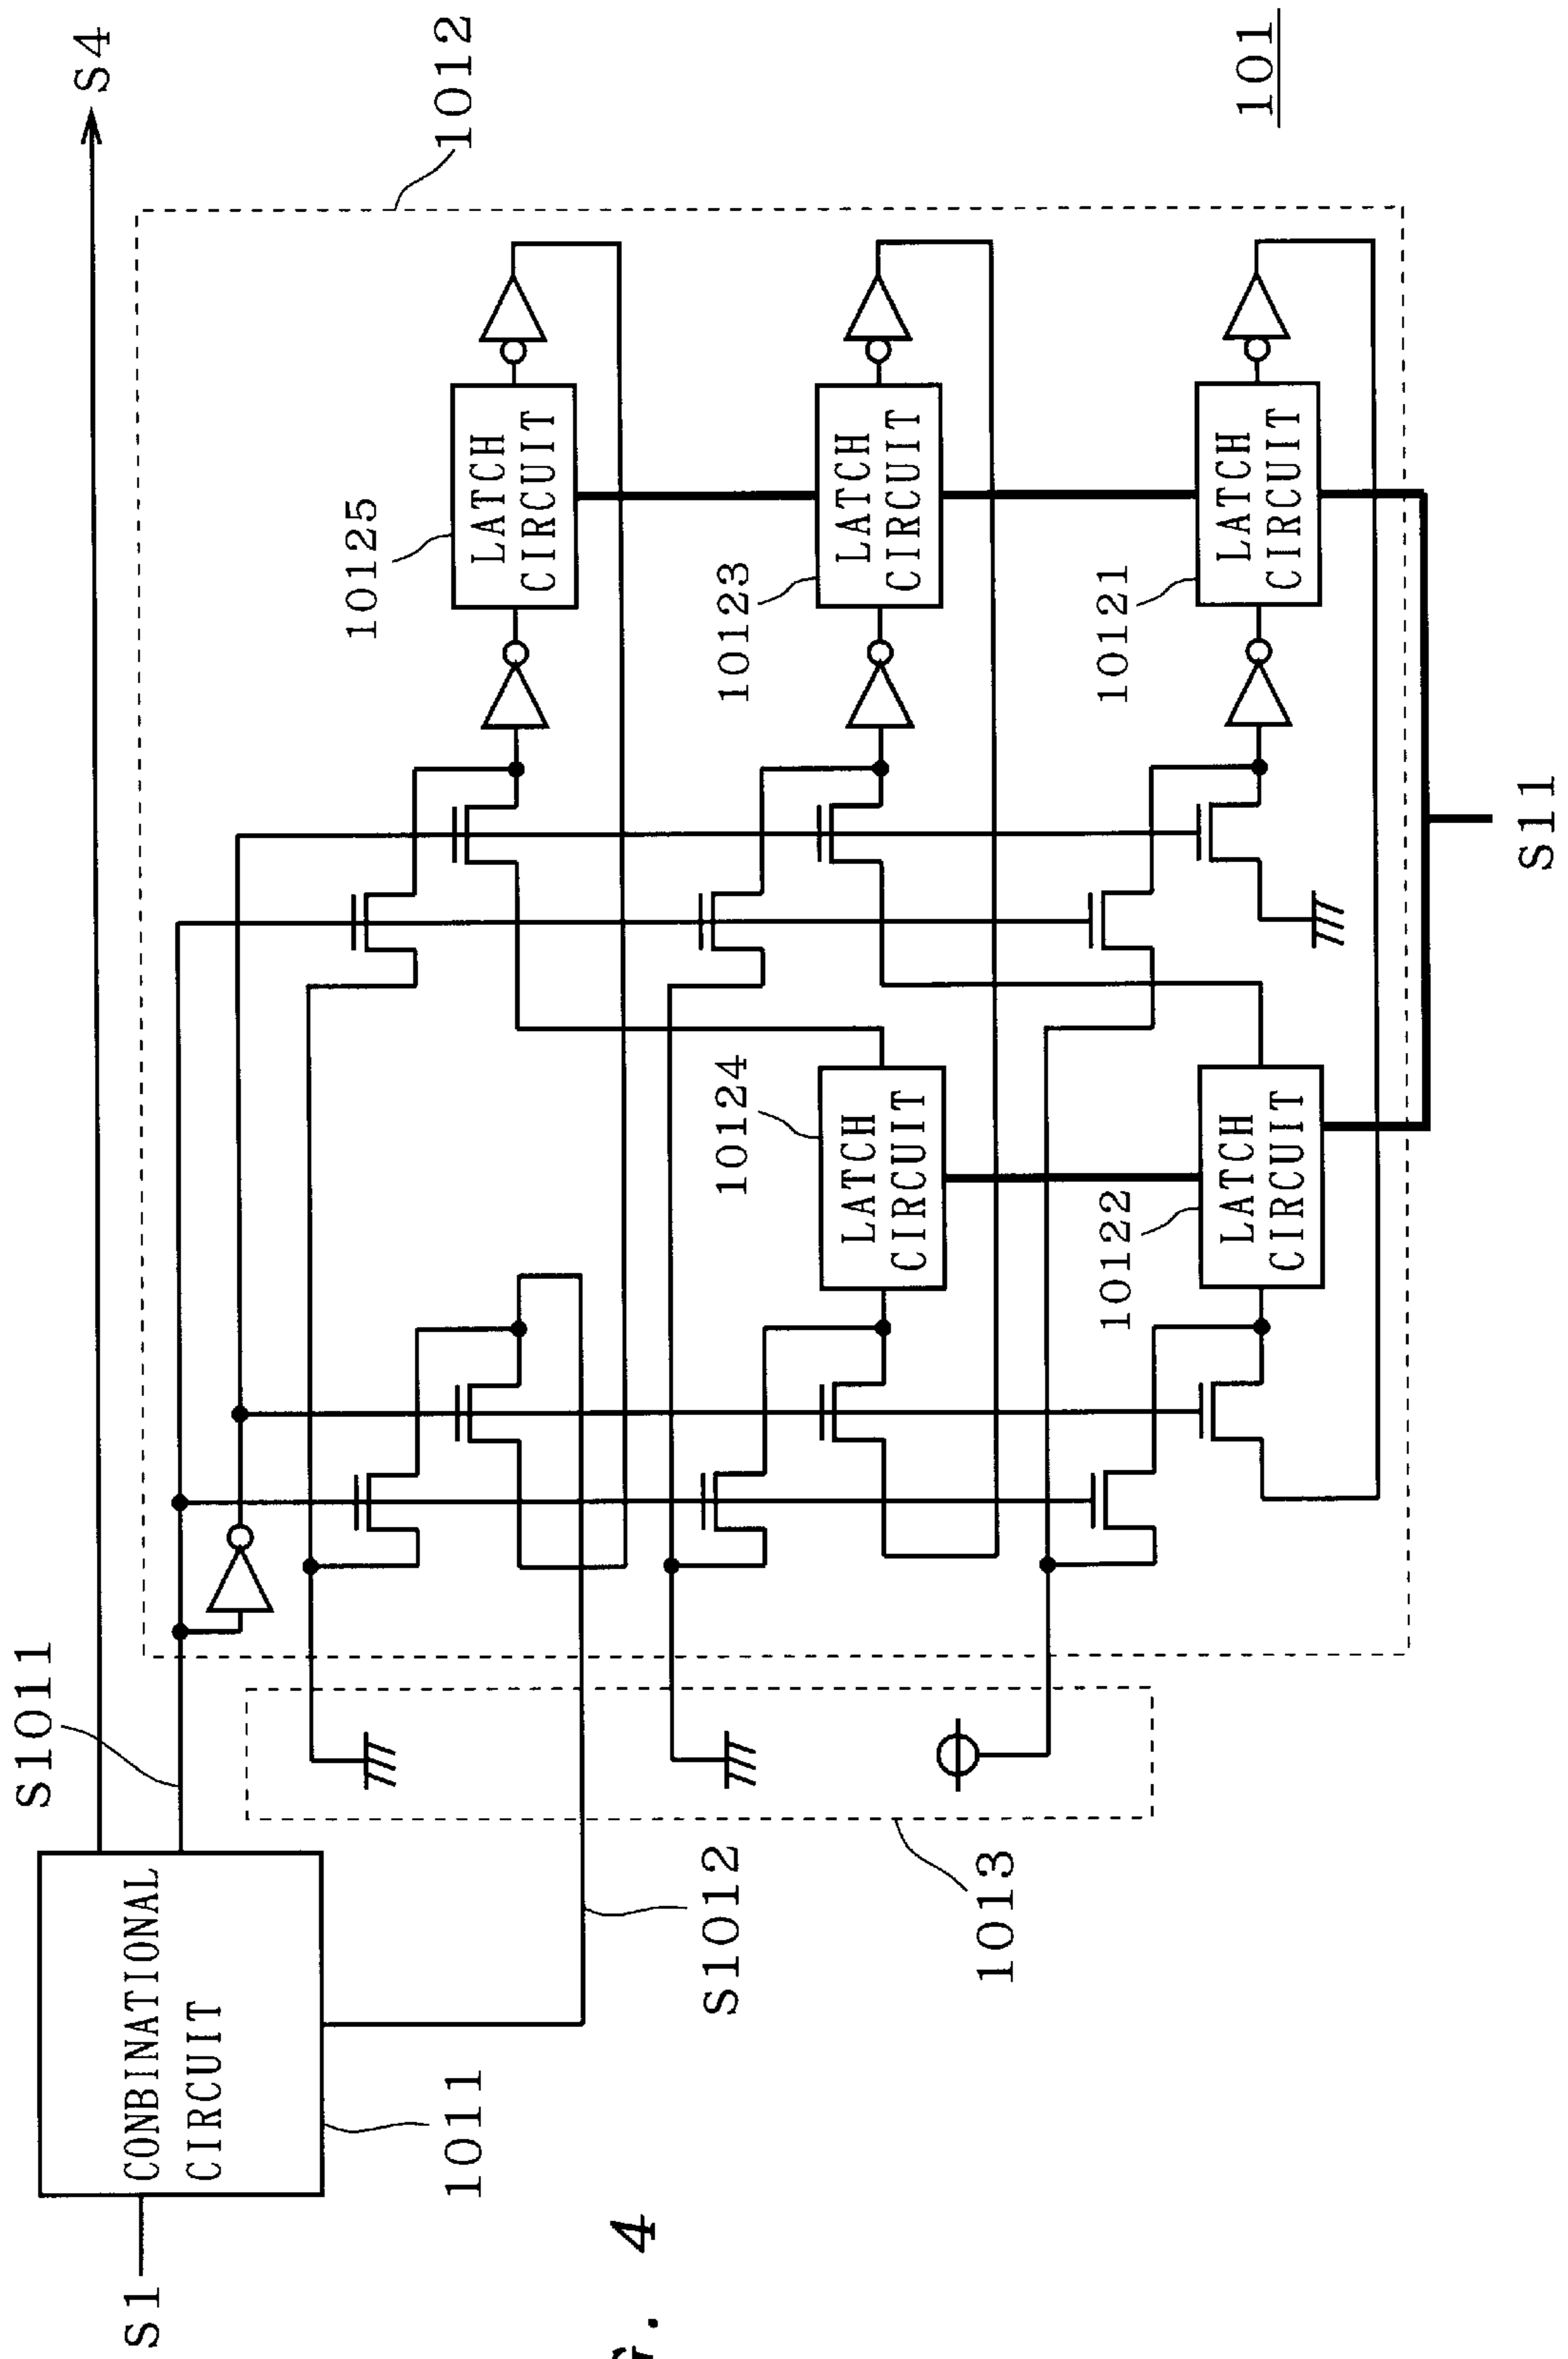 S4
1012
101
S1011
CONBINATIONAL
CIRCUIT
1011
S1
S1012
1013
10125
LATCH
CIRCUIT
10123
LATCH
CIRCUIT
10121
LATCH
CIRCUIT
10124
LATCH
CIRCUIT
10122
LATCH
CIRCUIT
S11
G. 4